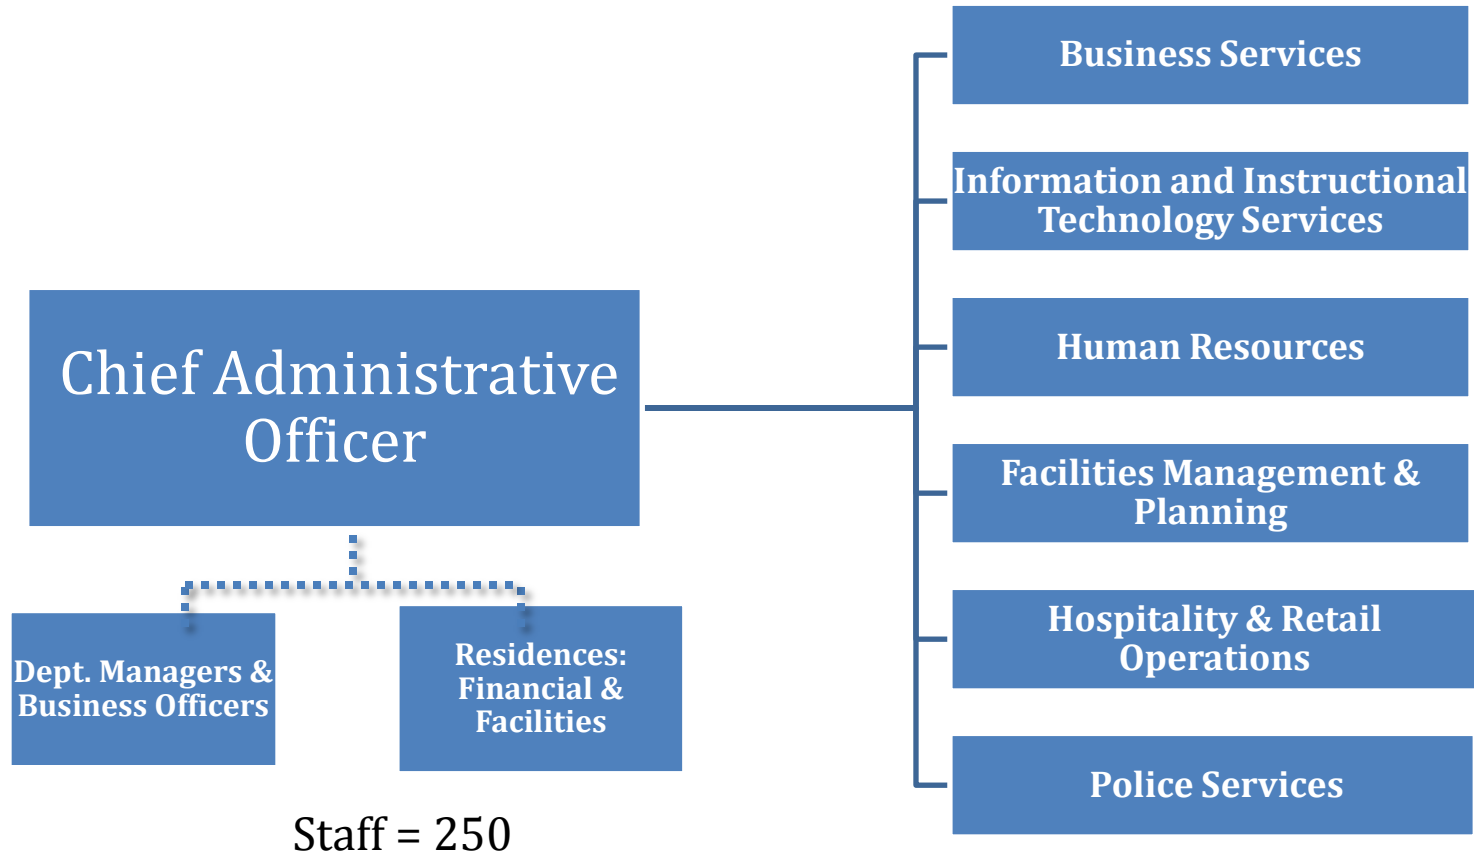 Business Services
Information and Instructional
Technology Services
Human Resources
Chief Administrative
Officer
Facilities Management &
Planning
Hospitality & Retail
Operations
Dept. Managers &
Business Officers
Residences:
Financial &
Facilities
Police Services
Staff = 250